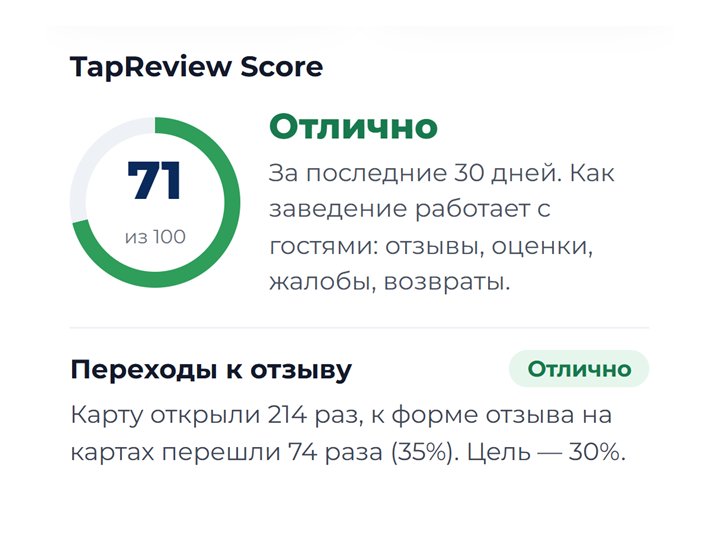 TapReview Score
71
из 100
Отлично
За последние 30 дней. Как
заведение работает с
гостями: отзывы, оценки,
жалобы, возвраты.
Переходы к отзыву
Отлично
Карту открыли 214 раз, к форме отзыва на
картах перешли 74 раза (35%). Цель — 30%.